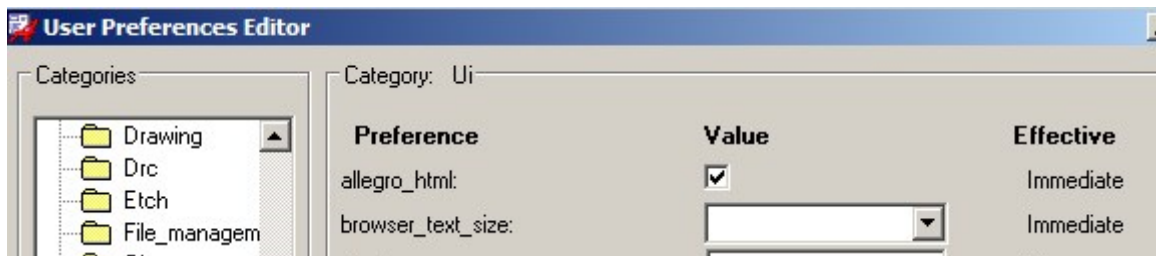 User Preferences Editor
Categories
Category: Ui
Drawing
Drc
Etch
File_managem
Preference Value Effective
allegro_html: Immediate
browser_text_size: Immediate